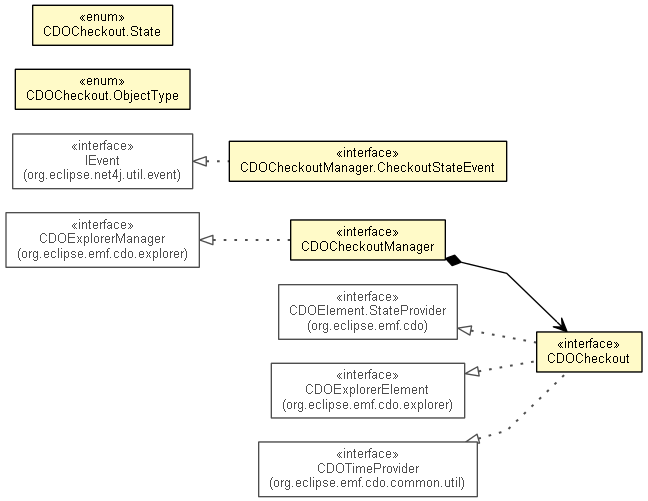 «enum»
CDOCheckout.State
«enum»
CDOCheckout.ObjectType
«interface»
IEvent
(org.eclipse.net4j.util.event)
«interface»
CDOCheckoutManager.CheckoutStateEvent
«interface»
CDOExplorerManager
(org.eclipse.emf.cdo.explorer)
«interface»
CDOCheckoutManager
«interface»
CDOElement.StateProvider
(org.eclipse.emf.cdo)
«interface»
CDOCheckout
«interface»
CDOExplorerElement
(org.eclipse.emf.cdo.explorer)
«interface»
CDOTimeProvider
(org.eclipse.emf.cdo.common.util)